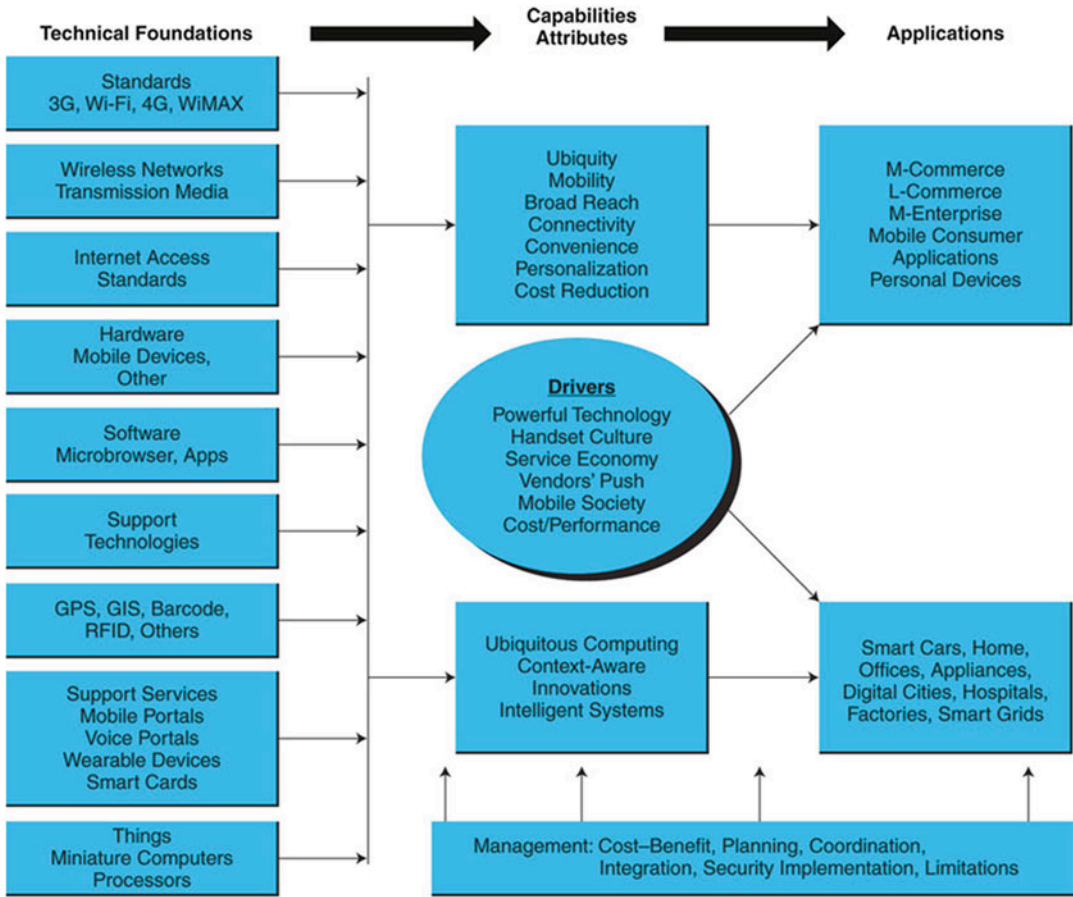 Technical Foundations
Capabilities
Attributes
Applications
Standards
3G, Wi-Fi, 4G, WiMAX
Wireless Networks
Transmission Media
Internet Access
Standards
Hardware
Mobile Devices,
Other
Software
Microbrowser, Apps
Support
Technologies
GPS, GIS, Barcode,
RFID, Others
Support Services
Mobile Portals
Voice Portals
Wearable Devices
Smart Cards
Things
Miniature Computers
Processors
Ubiquity
Mobility
Broad Reach
Connectivity
Convenience
Personalization
Cost Reduction
Drivers
Powerful Technology
Handset Culture
Service Economy
Vendors' Push
Mobile Society
Cost/Performance
Ubiquitous Computing
Context-Aware
Innovations
Intelligent Systems
M-Commerce
L-Commerce
M-Enterprise
Mobile Consumer
Applications
Personal Devices
Smart Cars, Home,
Offices, Appliances,
Digital Cities, Hospitals,
Factories, Smart Grids
Management: Cost–Benefit, Planning, Coordination,
Integration, Security Implementation, Limitations